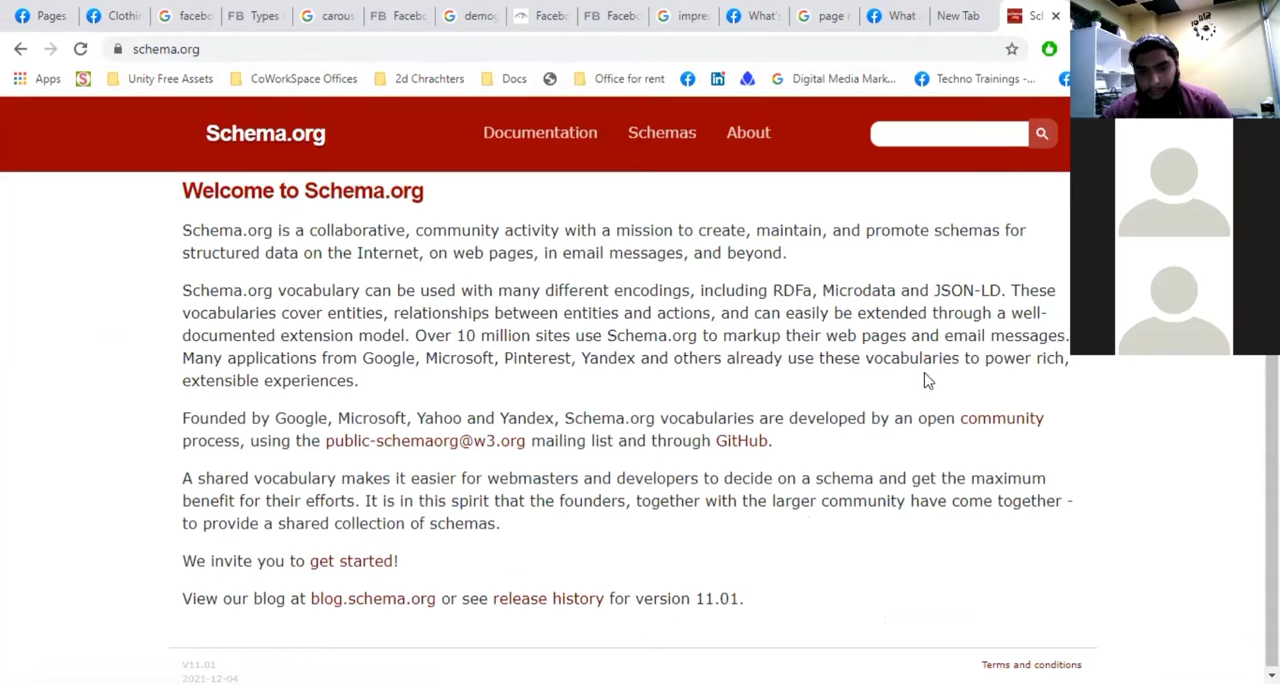 Pages
Clothi
facebo
FB Types
carous
FB Faceb
demog
Facebo
FB Facebo
impres
What's
page r
What
New Tab
Sc
schema.org
Apps
Unity Free Assets
CoWorkSpace Offices
2d Chrachters
Docs
Office for rent
Digital Media Mark...
Techno Trainings -...
Schema.org
Documentation
Schemas
About
Welcome to Schema.org
Schema.org is a collaborative, community activity with a mission to create, maintain, and promote schemas for
structured data on the Internet, on web pages, in email messages, and beyond.
Schema.org vocabulary can be used with many different encodings, including RDFa, Microdata and JSON-LD. These
vocabularies cover entities, relationships between entities and actions, and can easily be extended through a well-
documented extension model. Over 10 million sites use Schema.org to markup their web pages and email messages.
Many applications from Google, Microsoft, Pinterest, Yandex and others already use these vocabularies to power rich,
extensible experiences.
Founded by Google, Microsoft, Yahoo and Yandex, Schema.org vocabularies are developed by an open community
process, using the public-schemaorg@w3.org mailing list and through GitHub.
A shared vocabulary makes it easier for webmasters and developers to decide on a schema and get the maximum
benefit for their efforts. It is in this spirit that the founders, together with the larger community have come together -
to provide a shared collection of schemas.
We invite you to get started!
View our blog at blog.schema.org or see release history for version 11.01.
V11.01
2021-12-04
Terms and conditions